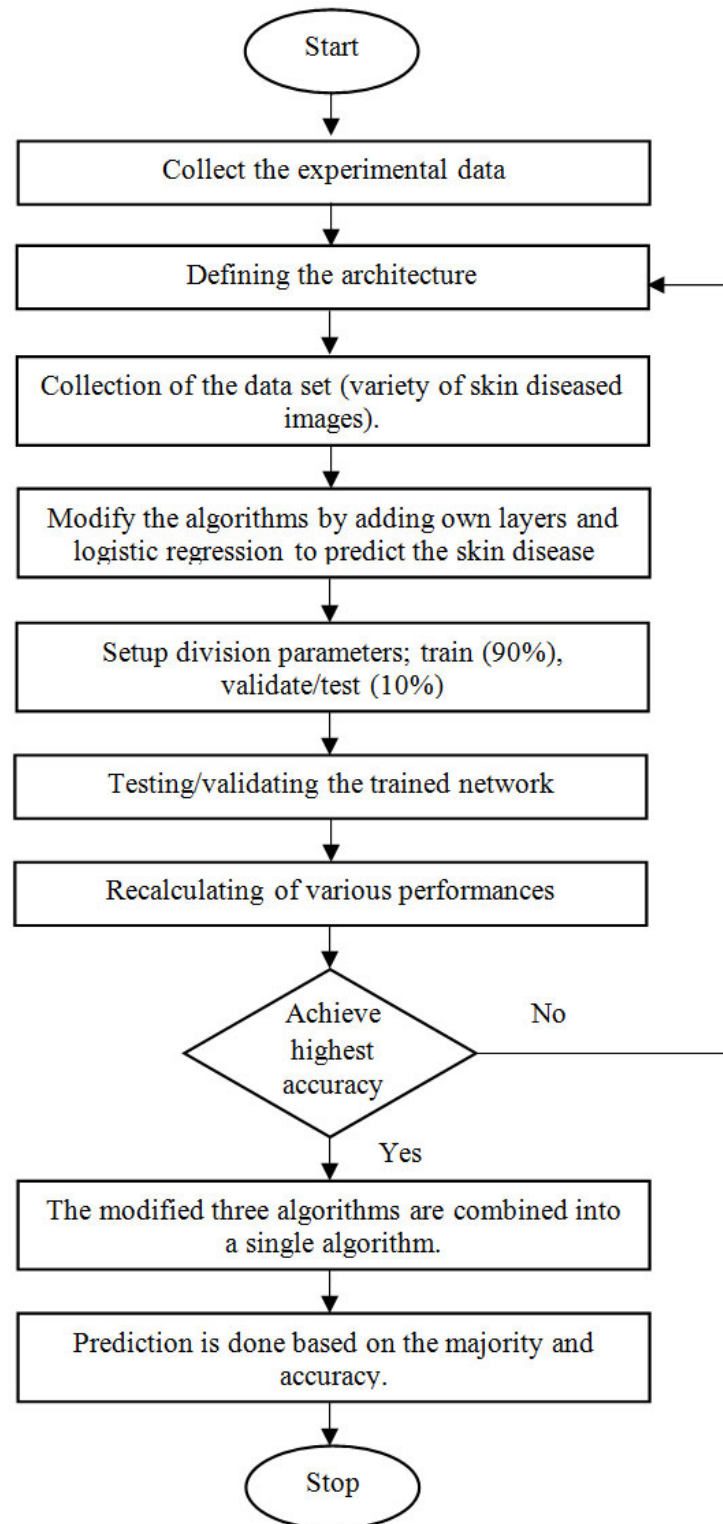 Start
Collect the experimental data
Defining the architecture
Collection of the data set (variety of skin diseased
images).
Modify the algorithms by adding own layers and
logistic regression to predict the skin disease
Setup division parameters; train (90%),
validate/test (10%)
Testing/validating the trained network
Recalculating of various performances
Achieve
highest
accuracy
No
Yes
The modified three algorithms are combined into
a single algorithm.
Prediction is done based on the majority and
accuracy.
Stop